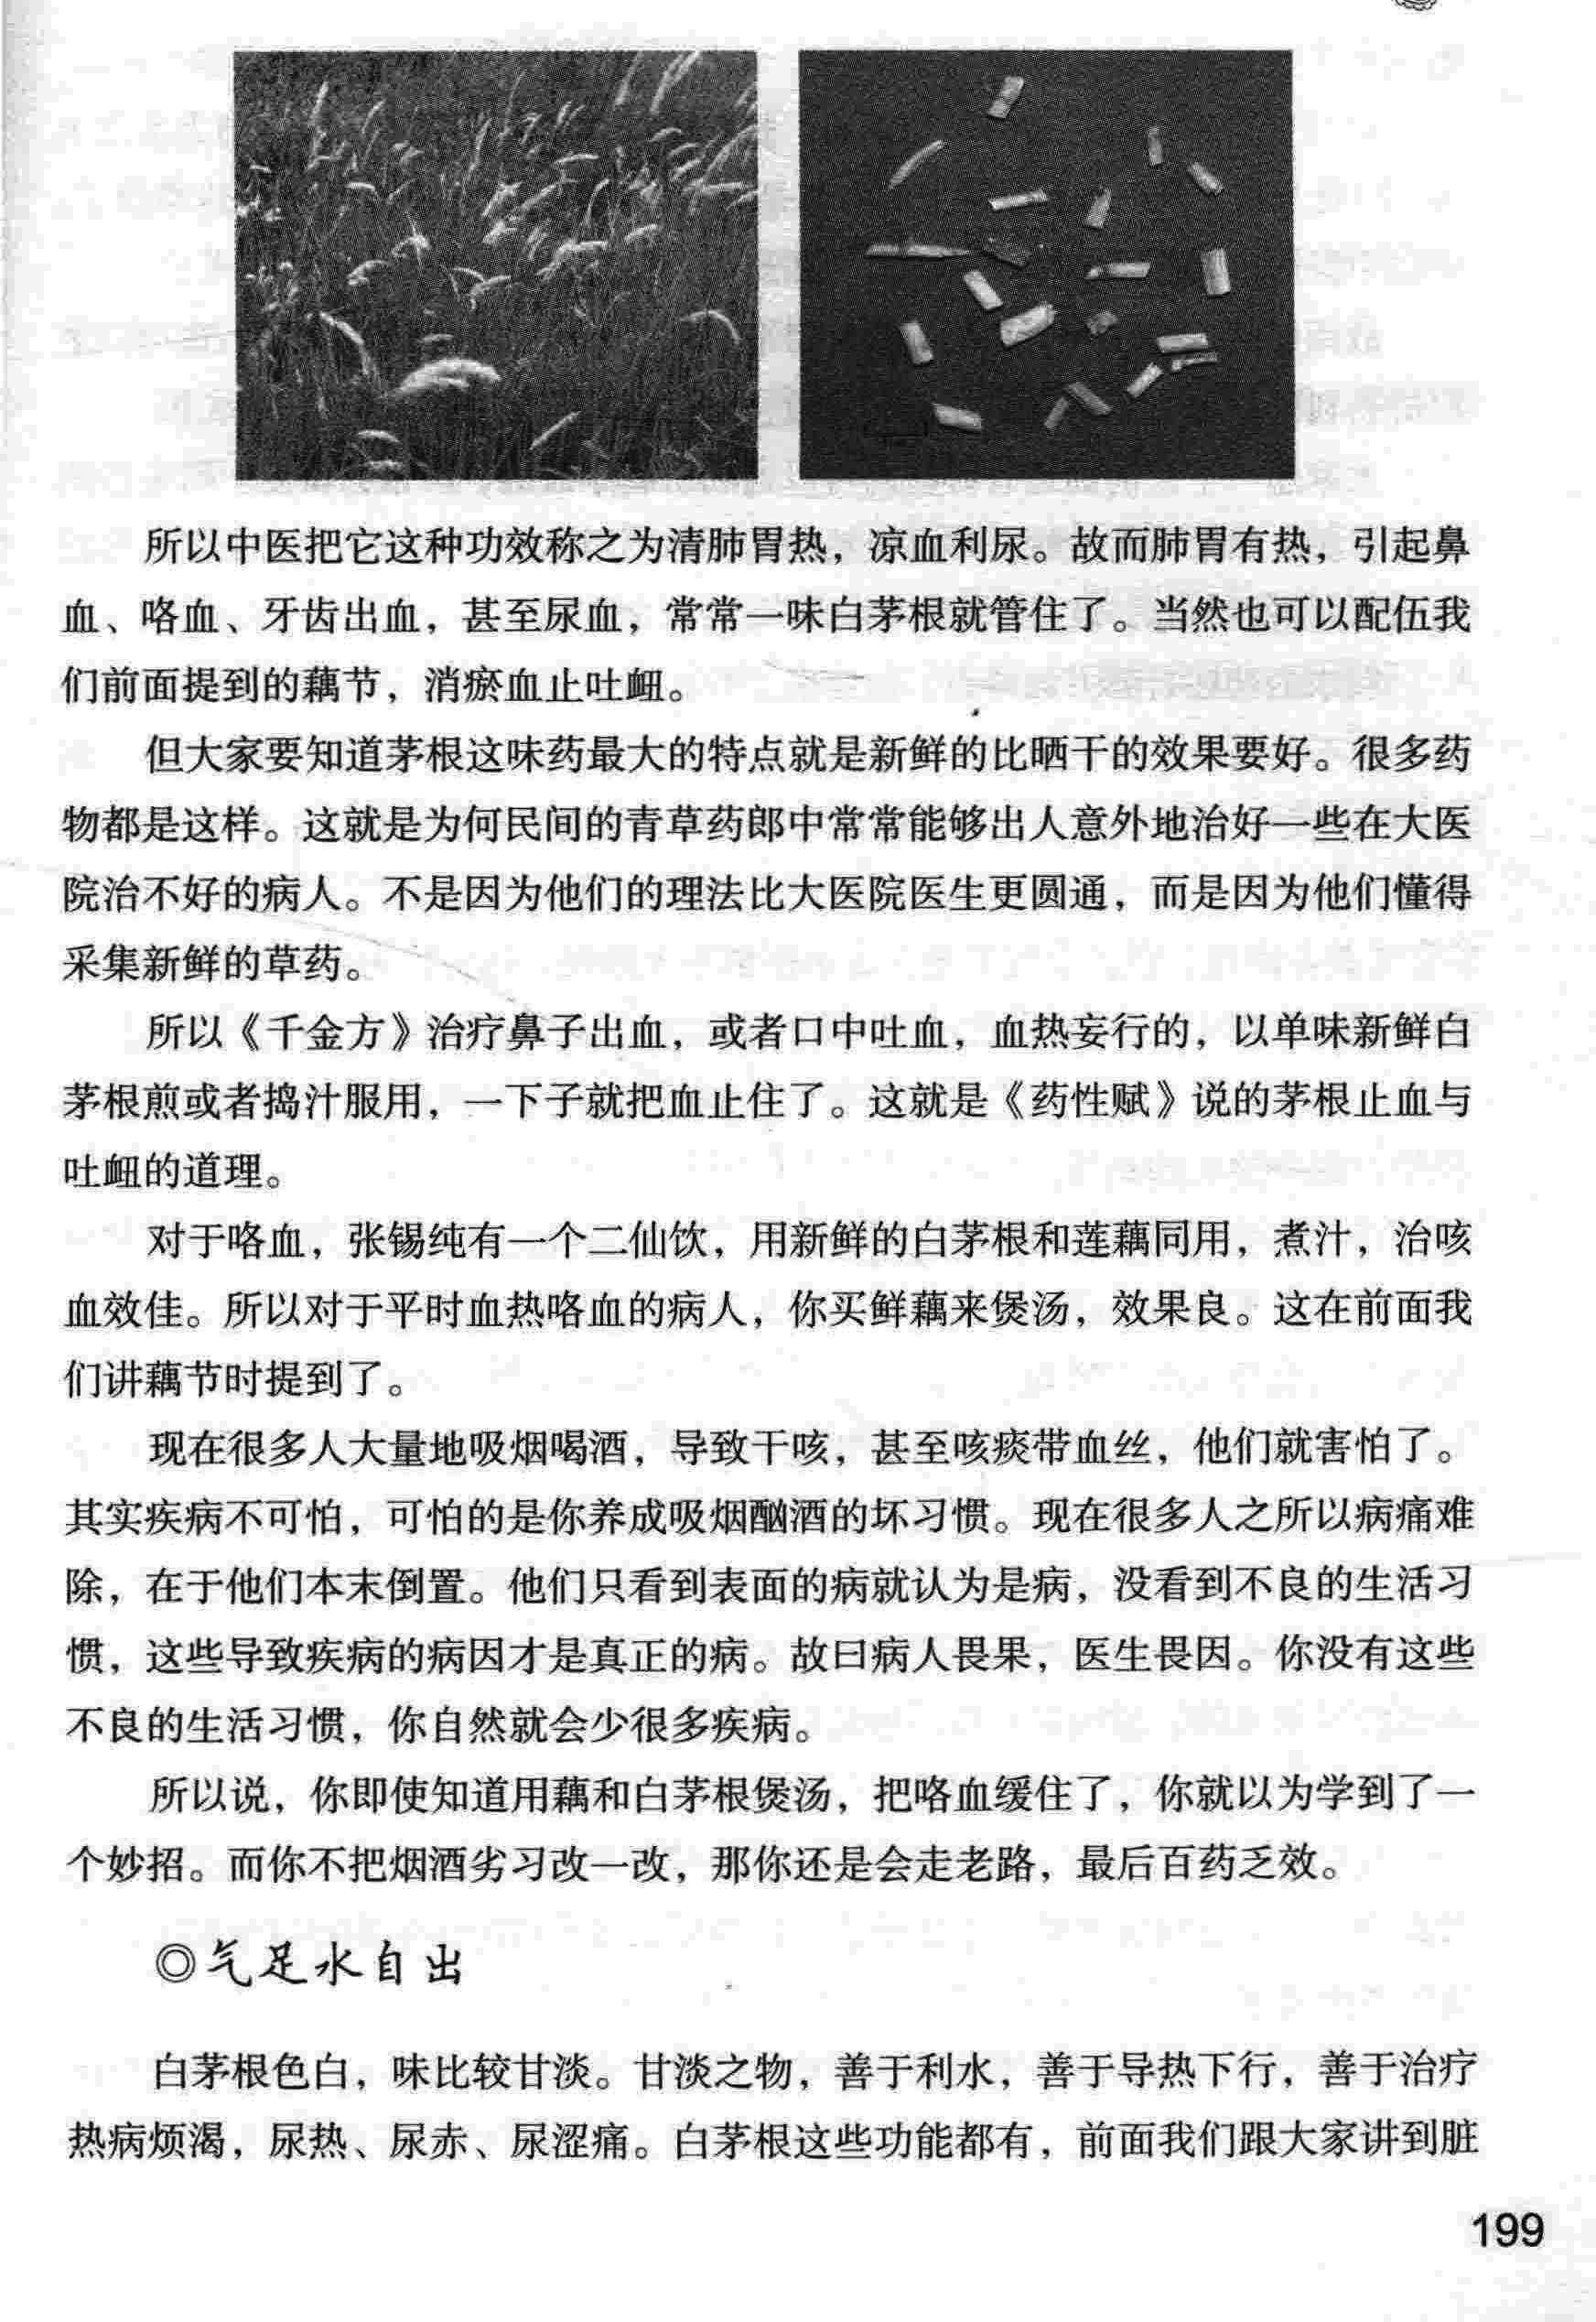 所以中医把它这种功效称之为清肺胃热，凉血利尿。故而肺胃有热，引起鼻
血、咯血、牙齿出血，甚至尿血，常常一味白茅根就管住了。当然也可以配伍我
们前面提到的藕节，消瘀血止吐衄。
但大家要知道茅根这味药最大的特点就是新鲜的比晒干的效果要好。很多药
物都是这样。这就是为何民间的青草药郎中常常能够出人意外地治好一些在大医
院治不好的病人。不是因为他们的理法比大医院医生更圆通，而是因为他们懂得
采集新鲜的草药。
所以《千金方》治疗鼻子出血，或者口中吐血，血热妄行的，以单味新鲜白
茅根煎或者捣汁服用，一下子就把血止住了。这就是《药性赋》说的茅根止血与
吐衄的道理。
对于咯血，张锡纯有一个二仙饮，用新鲜的白茅根和莲藕同用，煮汁，治咳
血效佳。所以对于平时血热咯血的病人，你买鲜藕来煲汤，效果良。这在前面我
们讲藕节时提到了。
现在很多人大量地吸烟喝酒，导致干咳，甚至咳痰带血丝，他们就害怕了。
其实疾病不可怕，可怕的是你养成吸烟酗酒的坏习惯。现在很多人之所以病痛难
除，在于他们本末倒置。他们只看到表面的病就认为是病，没看到不良的生活习
惯，这些导致疾病的病因才是真正的病。故曰病人畏果，医生畏因。你没有这些
不良的生活习惯，你自然就会少很多疾病。
所以说，你即使知道用藕和白茅根煲汤，把咯血缓住了，你就以为学到了一
个妙招。而你不把烟酒劣习改一改，那你还是会走老路，最后百药乏效。
◎气足水自出
白茅根色白，味比较甘淡。甘淡之物，善于利水，善于导热下行，善于治疗
热病烦渴，尿热、尿赤、尿涩痛。白茅根这些功能都有，前面我们跟大家讲到脏
199